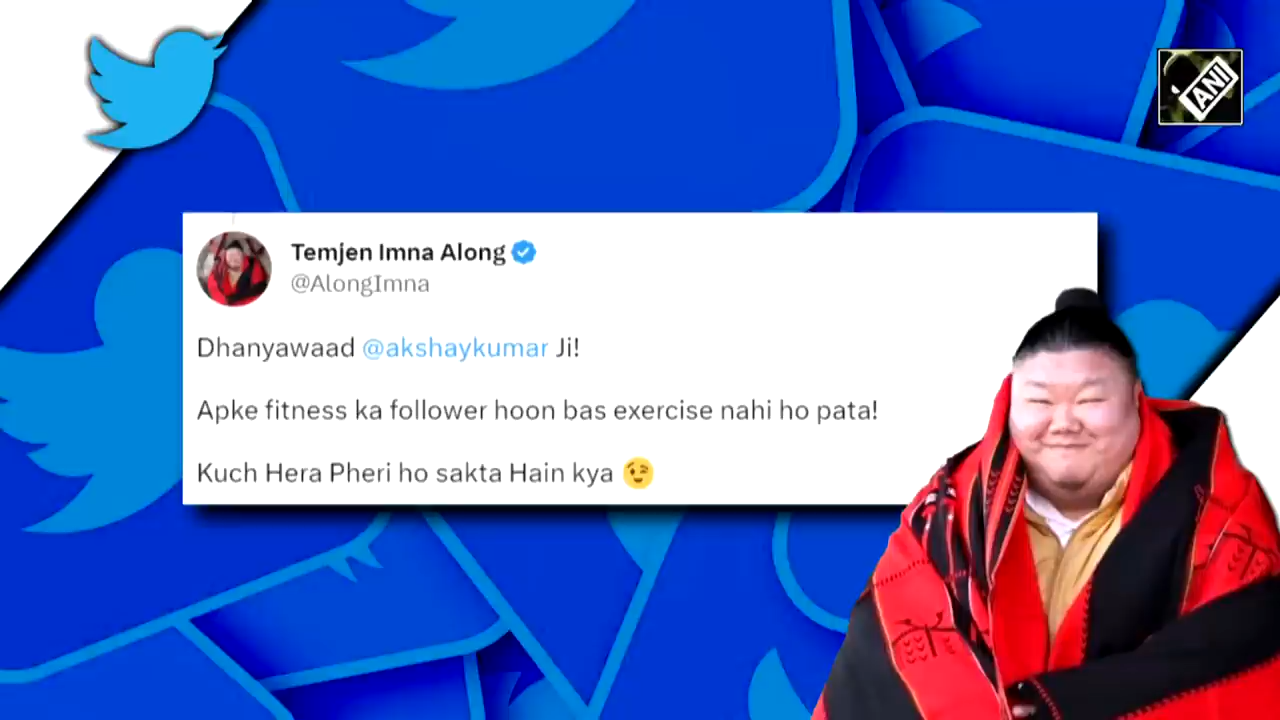 ANI
Temjen Imna Along
@AlongImna
Dhanyawaad @akshaykumar Ji!
Apke fitness ka follower hoon bas exercise nahi ho pata!
Kuch Hera Pheri ho sakta Hain kya 😉